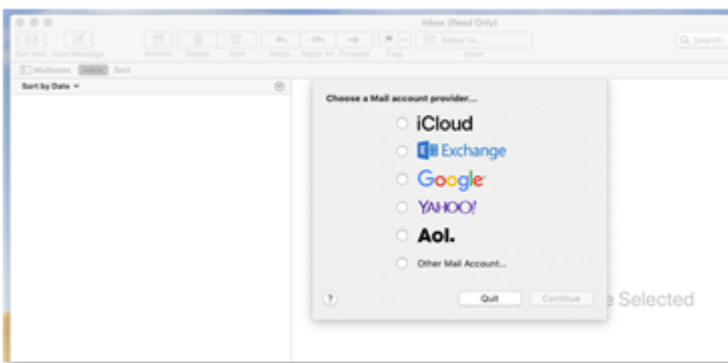 Inbox (Read Only)
Get Mail New Message Archive Delete Junk Reply Reply All Forward Flag Move to... Move Search
Mailboxes Inbox Sent
Sort by Date
Choose a Mail account provider...
iCloud
Exchange
Google
YAHOO!
Aol.
Other Mail Account...
? Quit Continue
e Selected